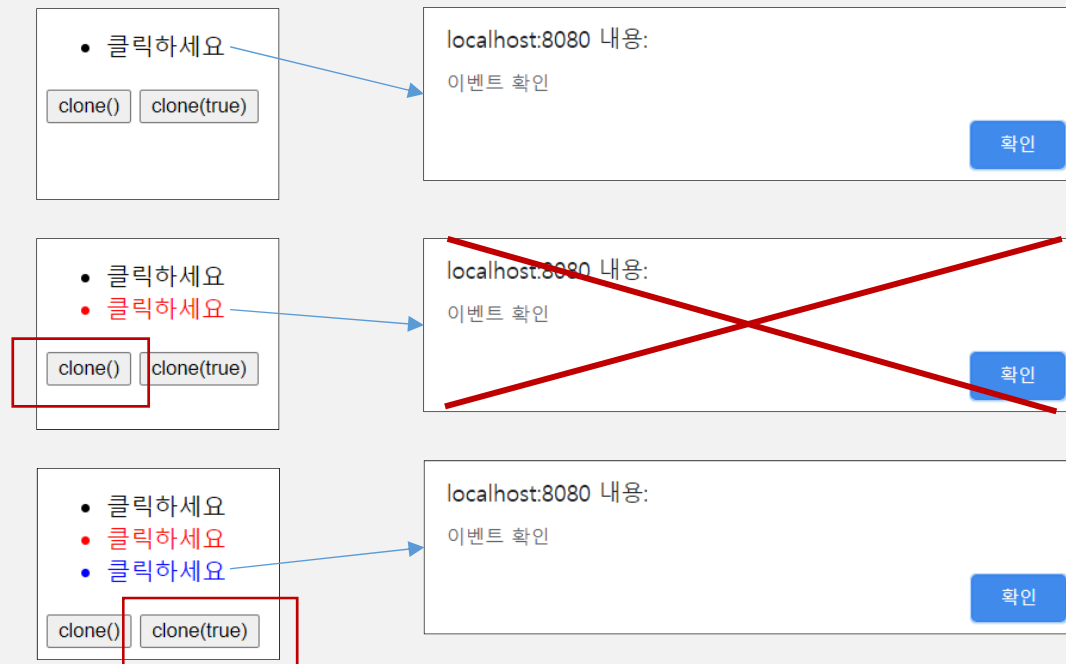 클릭하세요
clone() clone(true)
localhost:8080 내용:
이벤트 확인
확인
클릭하세요
클릭하세요
clone() clone(true)
localhost:8080 내용:
이벤트 확인
확인
클릭하세요
클릭하세요
클릭하세요
clone() clone(true)
localhost:8080 내용:
이벤트 확인
확인